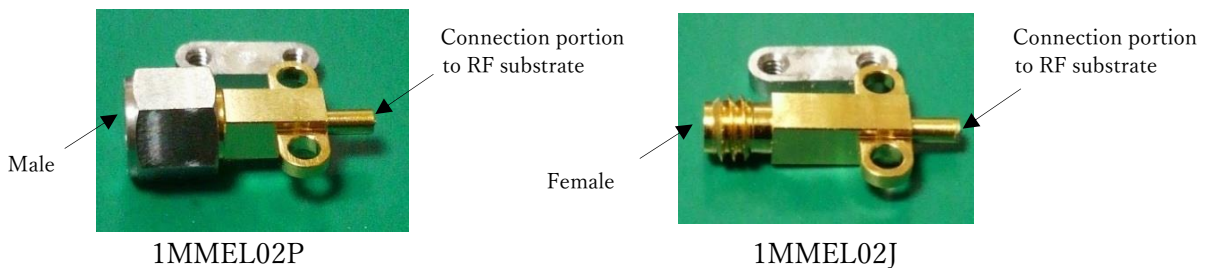 Connection portion
to RF substrate
Male
1MMEL02P
Connection portion
to RF substrate
Female
1MMEL02J